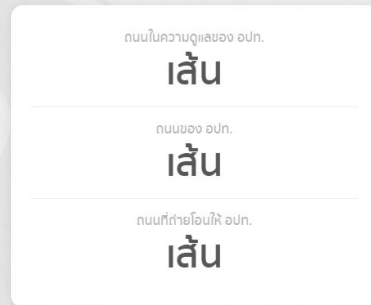 ถนนในความดูแลของ อปท.
เส้น
ถนนของ อปท.
เส้น
ถนนที่ถ่ายโอนให้ อปท.
เส้น